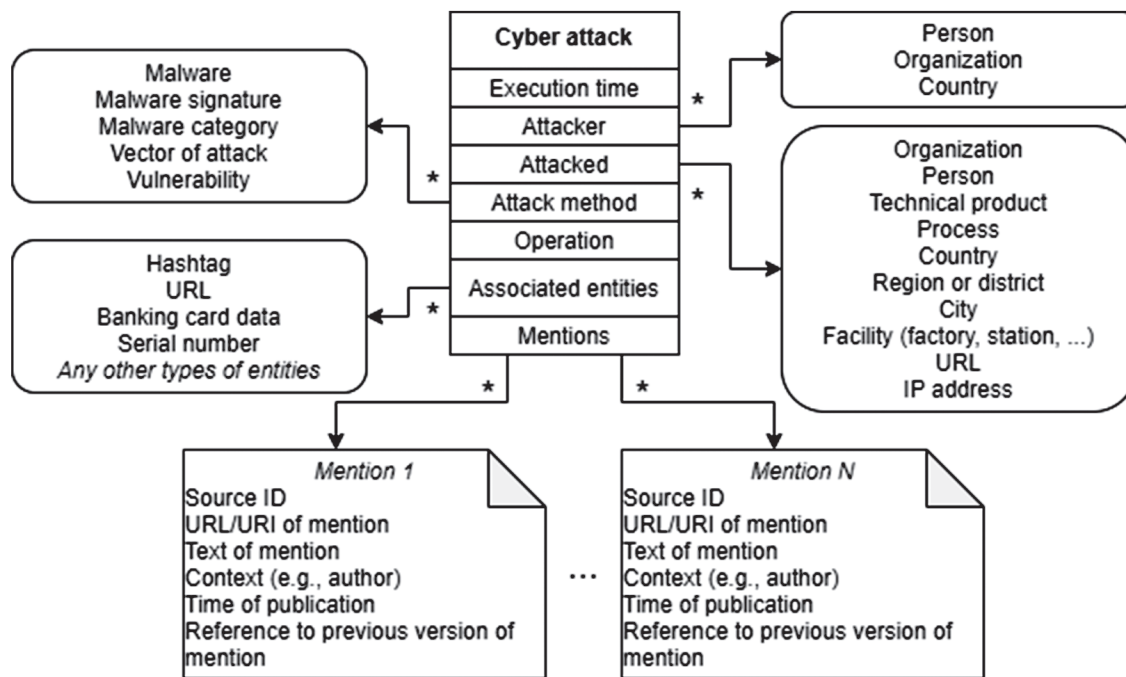 Cyber attack
Execution time
Attacker
Attacked
Attack method
Operation
Associated entities
Mentions
Malware
Malware signature
Malware category
Vector of attack
Vulnerability
*
Hashtag
URL
Banking card data
Serial number
Any other types of entities
*
Person
Organization
Country
*
Organization
Person
Technical product
Process
Country
Region or district
City
Facility (factory, station, ...)
URL
IP address
*
*
*
Mention 1
Source ID
URL/URI of mention
Text of mention
Context (e.g., author)
Time of publication
Reference to previous version of
mention
...
Mention N
Source ID
URL/URI of mention
Text of mention
Context (e.g., author)
Time of publication
Reference to previous version of
mention